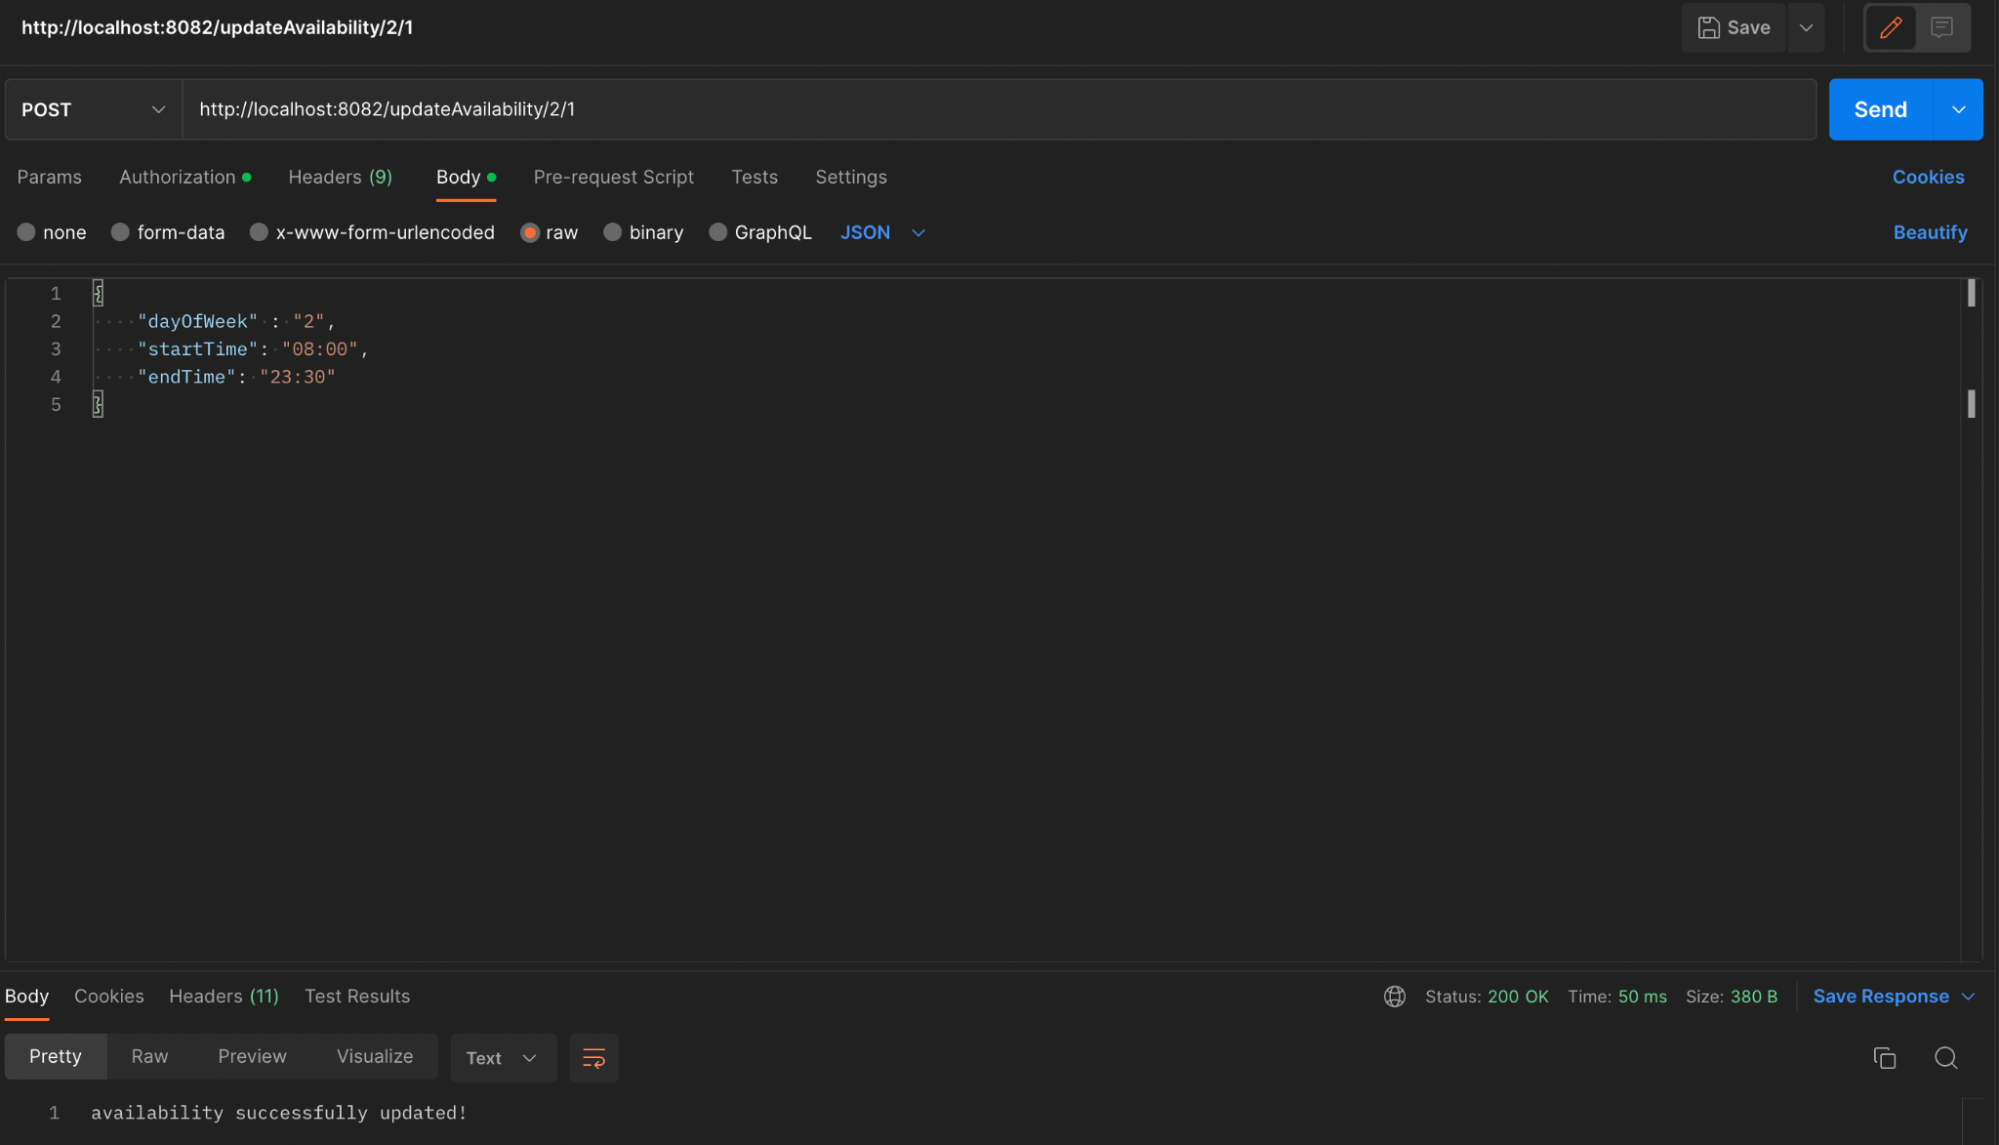 http://localhost:8082/updateAvailability/2/1
Save
POST
http://localhost:8082/updateAvailability/2/1
Send
Params Authorization Headers (9) Body Pre-request Script Tests Settings Cookies
none form-data x-www-form-urlencoded raw binary GraphQL JSON Beautify
1 {
2 "dayOfWeek" : "2",
3 "startTime": "08:00",
4 "endTime": "23:30"
5 }
Body Cookies Headers (11) Test Results Status: 200 OK Time: 50 ms Size: 380 B Save Response
Pretty Raw Preview Visualize Text
1 availability successfully updated!